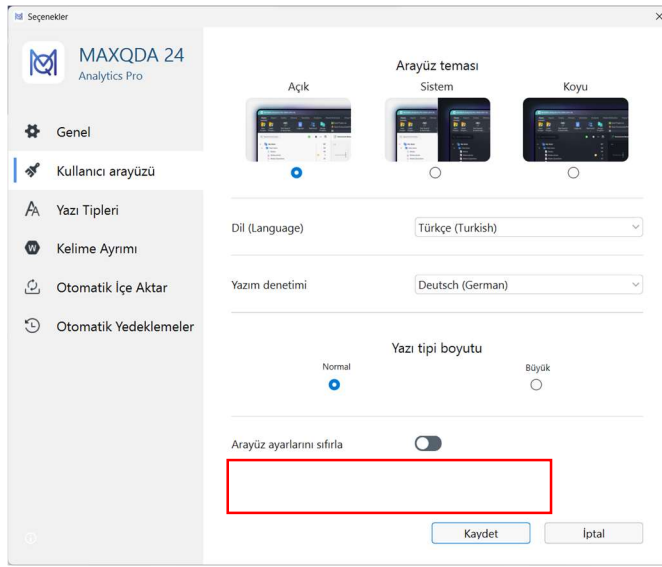 Seçenekler
MAXQDA 24
Analytics Pro
Genel
Kullanıcı arayüzü
Yazı Tipleri
Kelime Ayrımı
Otomatik İçe Aktar
Otomatik Yedeklemeler
Arayüz teması
Açık
Sistem
Koyu
Dil (Language)
Türkçe (Turkish)
Yazım denetimi
Deutsch (German)
Yazı tipi boyutu
Normal
Büyük
Arayüz ayarlarını sıfırla
Kaydet
İptal